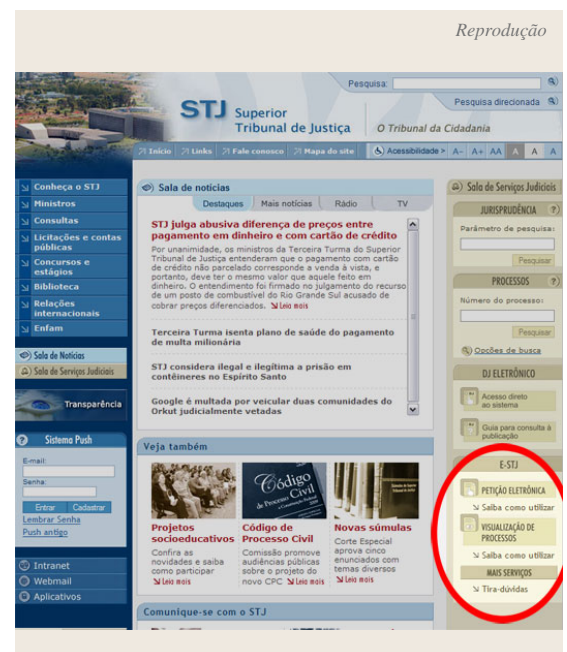 Reprodução
Pesquisa:
Pesquisa direcionada
STJ Superior
Tribunal de Justiça
O Tribunal da Cidadania
Início Links Fale conosco Mapa do site Acessibilidade > A- A+ AA A A A
Conheça o STJ
Ministros
Consultas
Licitações e contas
públicas
Concursos e
estágios
Biblioteca
Relações
internacionais
Enfam
Sala de Notícias
Sala de Serviços Judiciais
Transparência
? Sistema Push
E-mail:
Senha:
Entrar Cadastrar
Lembrar Senha
Push antigo
Intranet
Webmail
Aplicativos
Sala de notícias
Destaques Mais notícias Rádio TV
STJ julga abusiva diferença de preços entre
pagamento em dinheiro e com cartão de crédito
Por unanimidade, os ministros da Terceira Turma do Superior
Tribunal de Justiça entenderam que o pagamento com cartão
de crédito não parcelado corresponde a venda à vista, e
portanto, deve ter o mesmo valor que aquele feito em
dinheiro. O entendimento foi firmado no julgamento do recurso
de um posto de combustível do Rio Grande Sul acusado de
cobrar preços diferenciados. Leia mais
Terceira Turma isenta plano de saúde do pagamento
de multa milionária
STJ considera ilegal e ilegítima a prisão em
contêineres no Espírito Santo
Google é multada por veicular duas comunidades do
Orkut judicialmente vetadas
Veja também
Código
de Processo Civil
Projetos
socioeducativos
Confira as
novidades e saiba
como participar
Leia mais
Código de
Processo Civil
Comissão promove
audiências públicas
sobre o projeto do
novo CPC Leia mais
Novas súmulas
Corte Especial
aprova cinco
enunciados com
temas diversos
Leia mais
Comunique-se com o STJ
Sala de Serviços Judiciais
JURISPRUDÊNCIA ?
Parâmetro de pesquisa:
Pesquisar
PROCESSOS ?
Número do processo:
Pesquisar
Opções de busca
DJ ELETRÔNICO
Acesso direto
ao sistema
Guia para consulta à
publicação
E-STJ
PETIÇÃO ELETRÔNICA
Saiba como utilizar
VISUALIZAÇÃO DE
PROCESSOS
Saiba como utilizar
MAIS SERVIÇOS
Tira-dúvidas